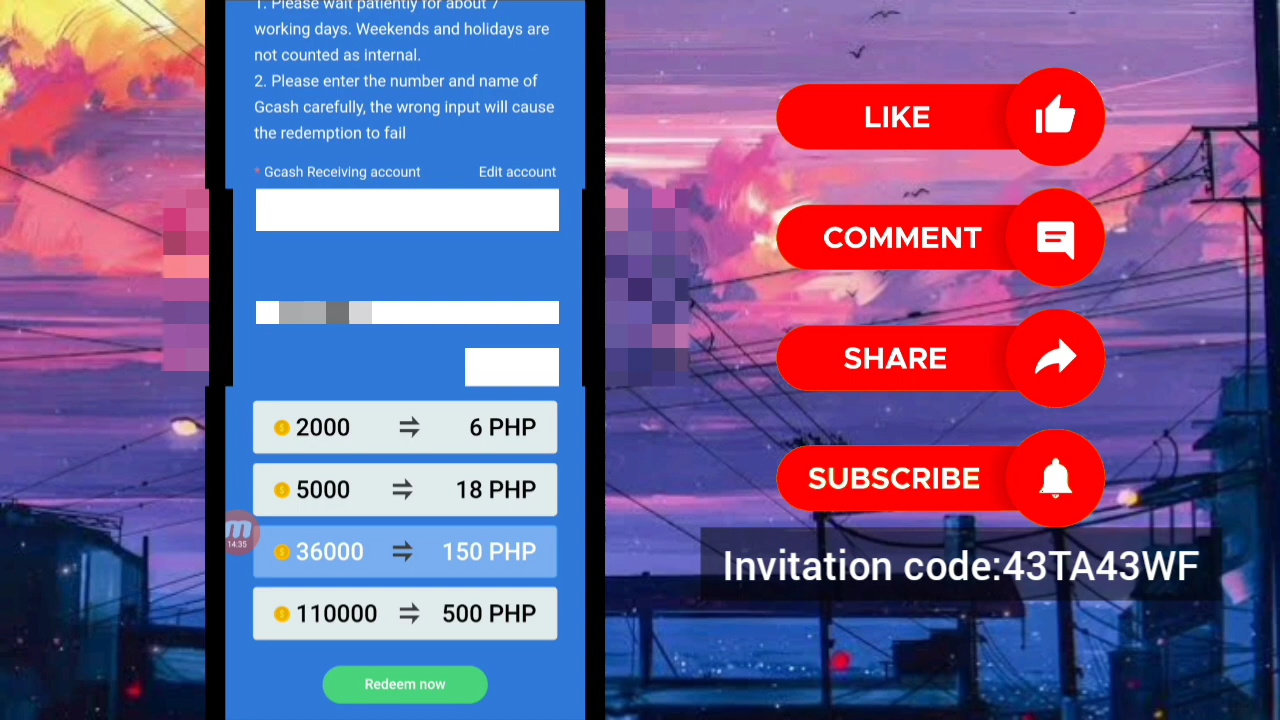 1. Please wait patiently for about 7
working days. Weekends and holidays are
not counted as internal.
2. Please enter the number and name of
Gcash carefully, the wrong input will cause
the redemption to fail
* Gcash Receiving account Edit account
2000 ⇌ 6 PHP
5000 ⇌ 18 PHP
36000 ⇌ 150 PHP
110000 ⇌ 500 PHP
m
14:35
Redeem now
LIKE
COMMENT
SHARE
SUBSCRIBE
Invitation code:43TA43WF